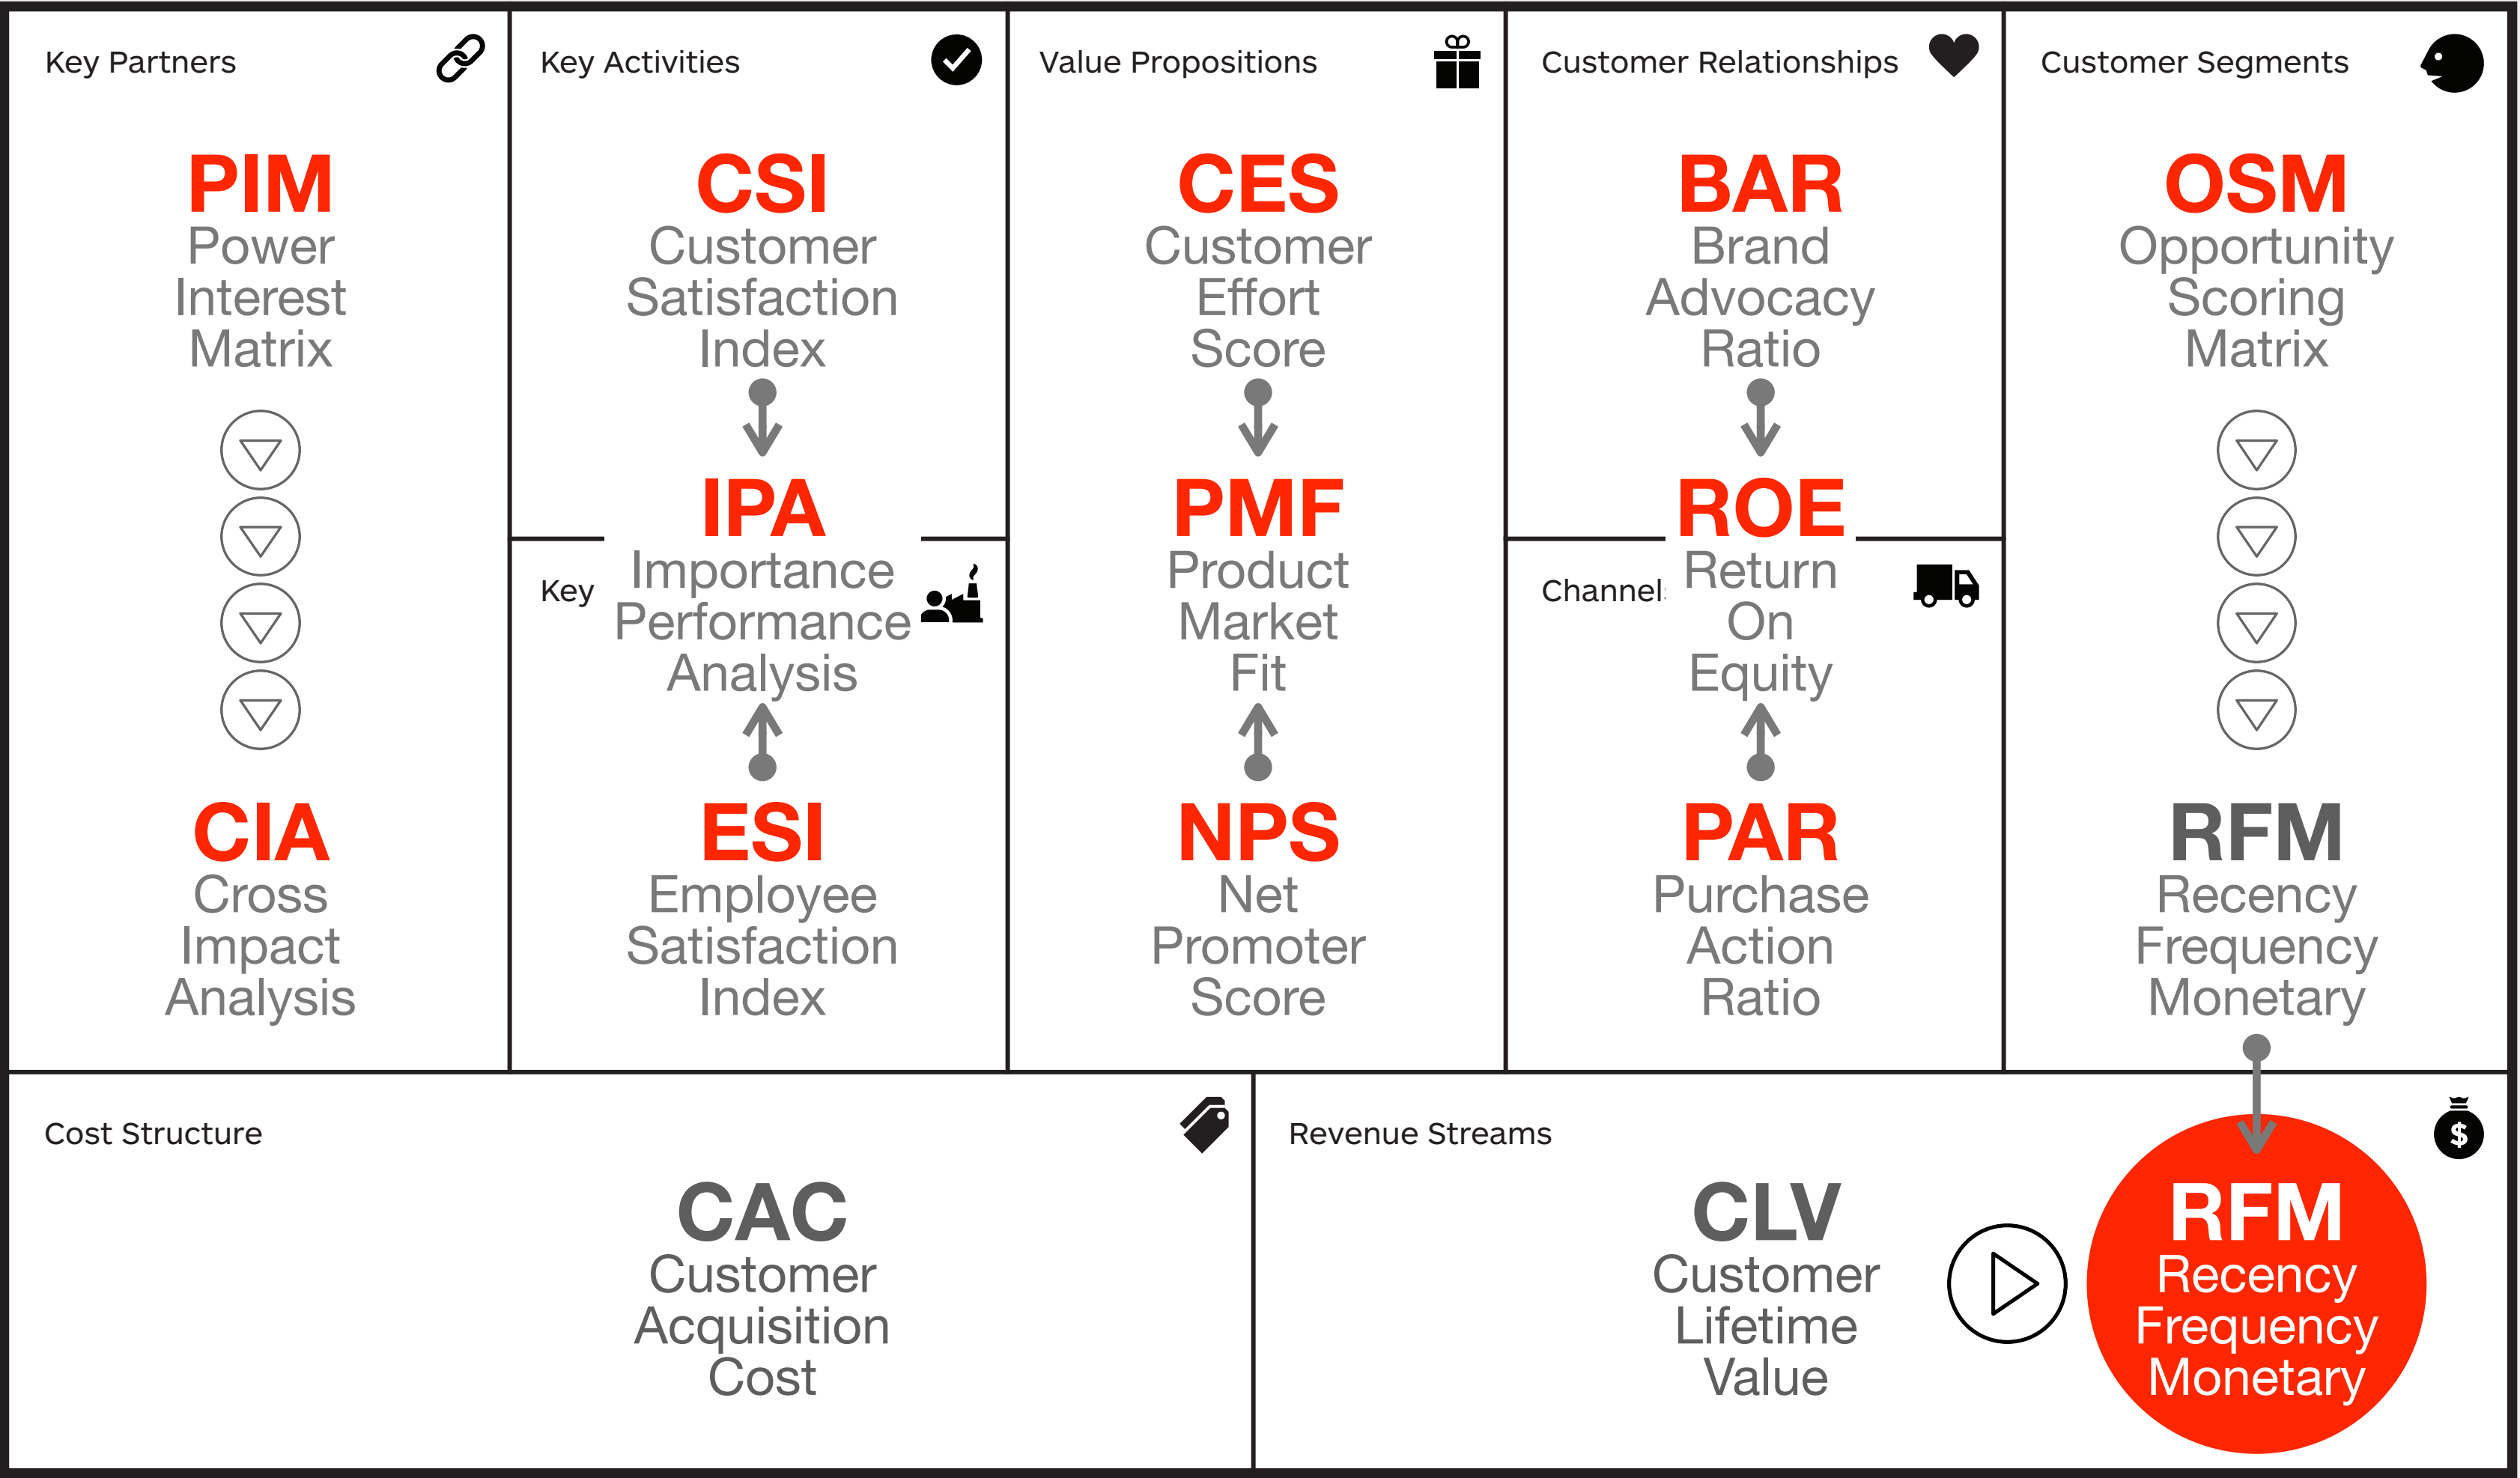 Key Partners
PIM
Power
Interest
Matrix
CIA
Cross
Impact
Analysis
Key Activities
CSI
Customer
Satisfaction
Index
IPA
Key
Importance
Performance
Analysis
ESI
Employee
Satisfaction
Index
Value Propositions
CES
Customer
Effort
Score
PMF
Product
Market
Fit
NPS
Net
Promoter
Score
Customer Relationships
BAR
Brand
Advocacy
Ratio
ROE
Channel
Return
On
Equity
PAR
Purchase
Action
Ratio
Customer Segments
OSM
Opportunity
Scoring
Matrix
RFM
Recency
Frequency
Monetary
Cost Structure
CAC
Customer
Acquisition
Cost
Revenue Streams
CLV
Customer
Lifetime
Value
$
RFM
Recency
Frequency
Monetary